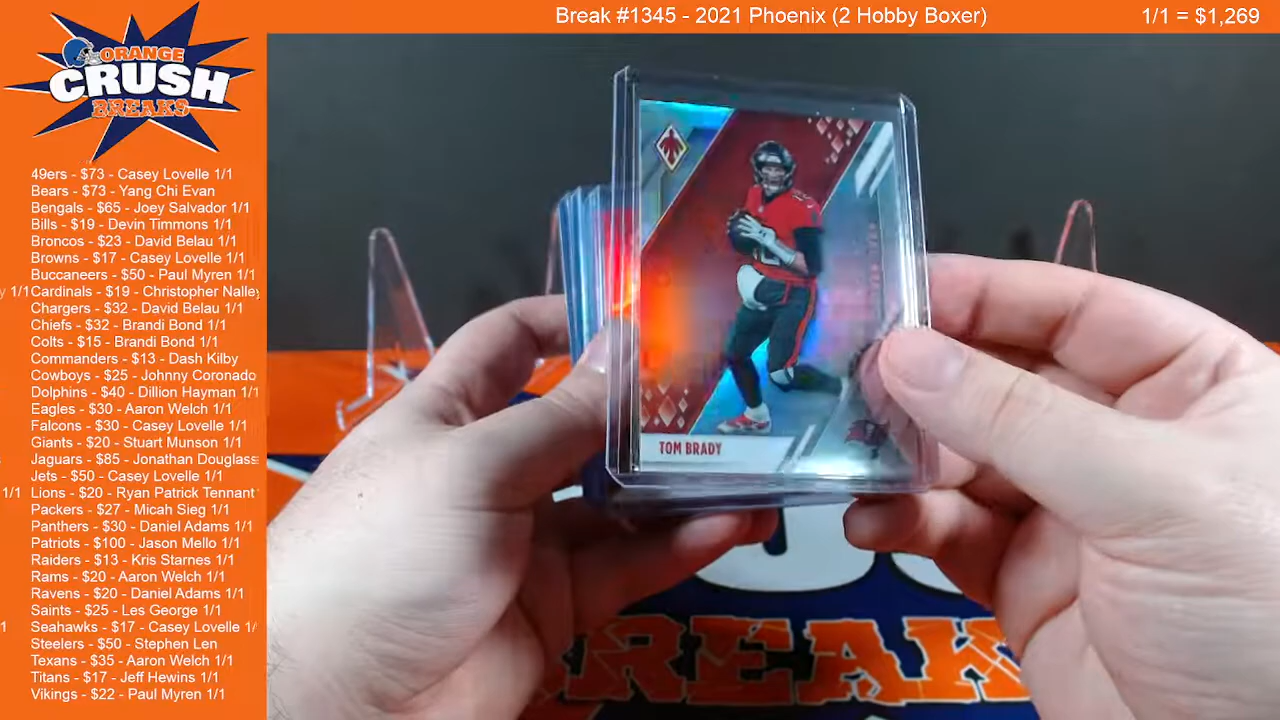 Break #1345 - 2021 Phoenix (2 Hobby Boxer)
1/1 = $1,269
ORANGE
CRUSH
BREAKS
49ers - $73 - Casey Lovelle 1/1
Bears - $73 - Yang Chi Evan
Bengals - $65 - Joey Salvador 1/1
Bills - $19 - Devin Timmons 1/1
Broncos - $23 - David Belau 1/1
Browns - $17 - Casey Lovelle 1/1
Buccaneers - $50 - Paul Myren 1/1
1/1 Cardinals - $19 - Christopher Nalley
Chargers - $32 - David Belau 1/1
Chiefs - $32 - Brandi Bond 1/1
Colts - $15 - Brandi Bond 1/1
Commanders - $13 - Dash Kilby
Cowboys - $25 - Johnny Coronado
Dolphins - $40 - Dillion Hayman 1/1
Eagles - $30 - Aaron Welch 1/1
Falcons - $30 - Casey Lovelle 1/1
Giants - $20 - Stuart Munson 1/1
Jaguars - $85 - Jonathan Douglass
Jets - $50 - Casey Lovelle 1/1
1/1 Lions - $20 - Ryan Patrick Tennant
Packers - $27 - Micah Sieg 1/1
Panthers - $30 - Daniel Adams 1/1
Patriots - $100 - Jason Mello 1/1
Raiders - $13 - Kris Starnes 1/1
Rams - $20 - Aaron Welch 1/1
Ravens - $20 - Daniel Adams 1/1
Saints - $25 - Les George 1/1
Seahawks - $17 - Casey Lovelle 1/
Steelers - $50 - Stephen Len
Texans - $35 - Aaron Welch 1/1
Titans - $17 - Jeff Hewins 1/1
Vikings - $22 - Paul Myren 1/1
TOM BRADY